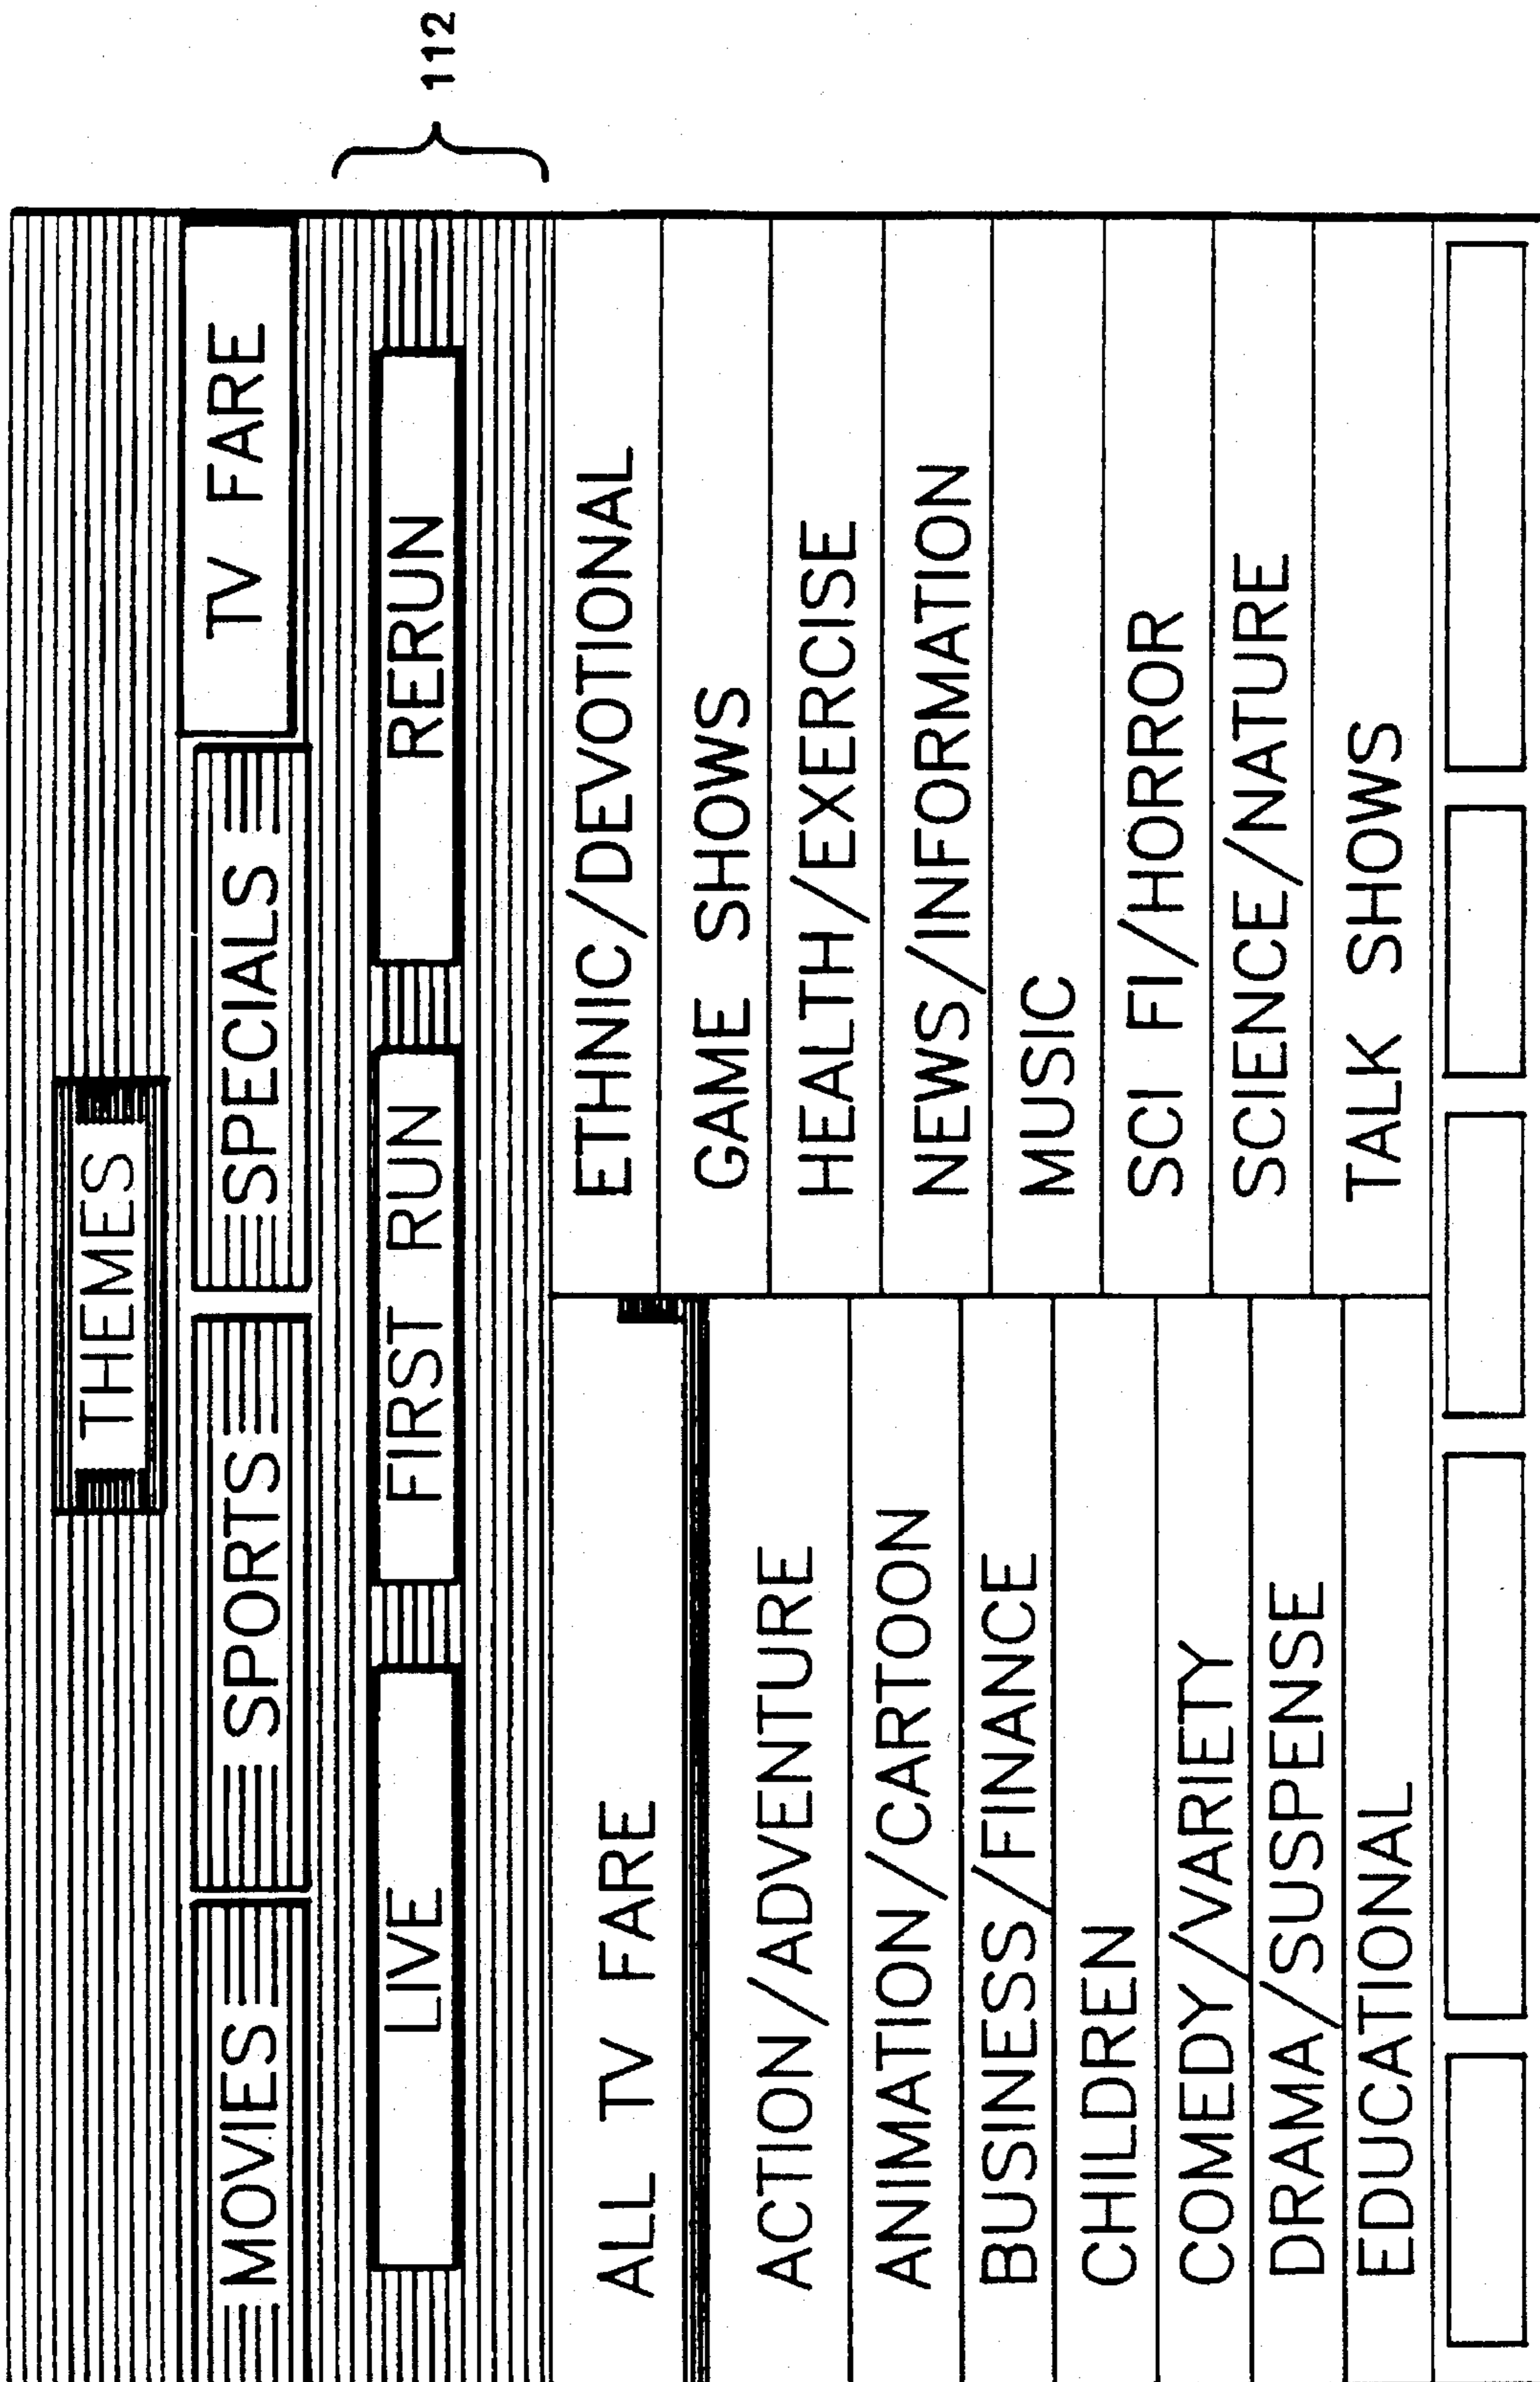 THEMES
MOVIES SPORTS SPECIALS TV FARE
LIVE FIRST RUN RERUN
112
ALL TV FARE
ACTION/ADVENTURE
ANIMATION/CARTOON
BUSINESS/FINANCE
CHILDREN
COMEDY/VARIETY
DRAMA/SUSPENSE
EDUCATIONAL
ETHNIC/DEVOTIONAL
GAME SHOWS
HEALTH/EXERCISE
NEWS/INFORMATION
MUSIC
SCI FI/HORROR
SCIENCE/NATURE
TALK SHOWS